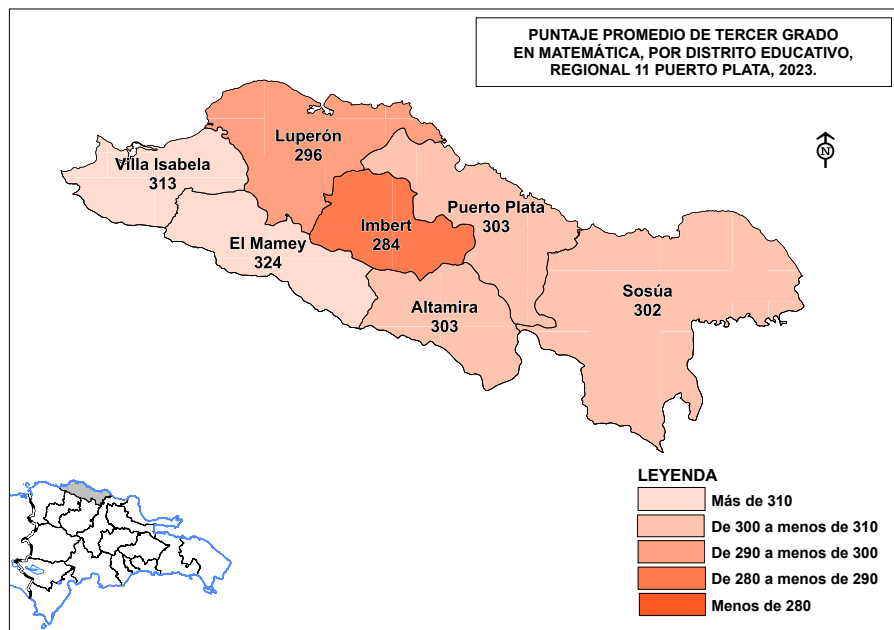 PUNTAJE PROMEDIO DE TERCER GRADO
EN MATEMÁTICA, POR DISTRITO EDUCATIVO,
REGIONAL 11 PUERTO PLATA, 2023.
N
Luperón
296
Villa Isabela
313
Puerto Plata
303
Imbert
284
El Mamey
324
Sosúa
302
Altamira
303
LEYENDA
Más de 310
De 300 a menos de 310
De 290 a menos de 300
De 280 a menos de 290
Menos de 280